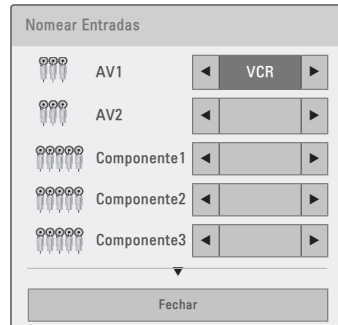 Nomear Entradas
AV1 VCR
AV2
Componente1
Componente2
Componente3
Fechar